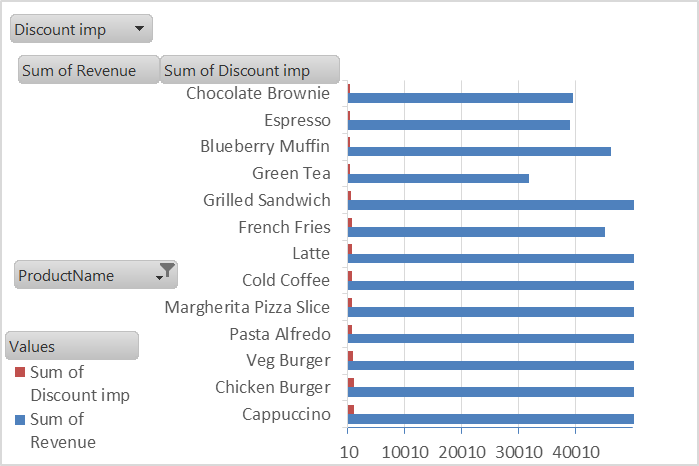 Discount imp
Sum of Revenue
Sum of Discount imp
Chocolate Brownie
Espresso
Blueberry Muffin
Green Tea
Grilled Sandwich
French Fries
Latte
Cold Coffee
Margherita Pizza Slice
Pasta Alfredo
Veg Burger
Chicken Burger
Cappuccino
ProductName
Values
Sum of
Discount imp
Sum of
Revenue
10 10010 20010 30010 40010